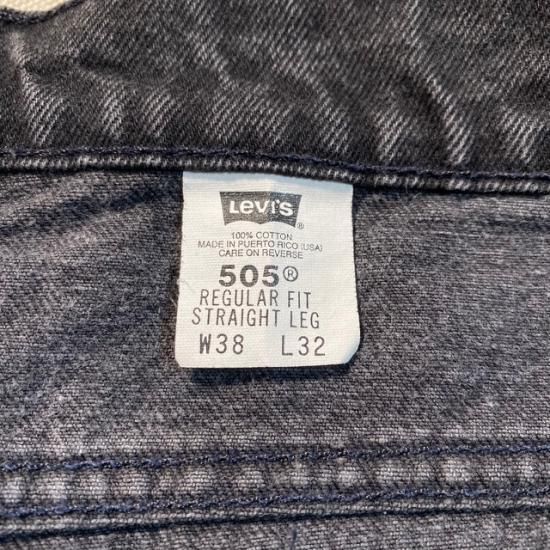 Levi's ®
100% COTTON
MADE IN PUERTO RICO (USA)
CARE ON REVERSE
505®
REGULAR FIT
STRAIGHT LEG
W38 L32